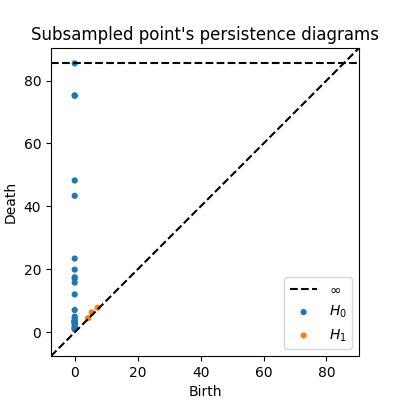 Subsampled point's persistence diagrams
Death
80
60
40
20
0
0 20 40 60 80
Birth
∞
H₀
H₁